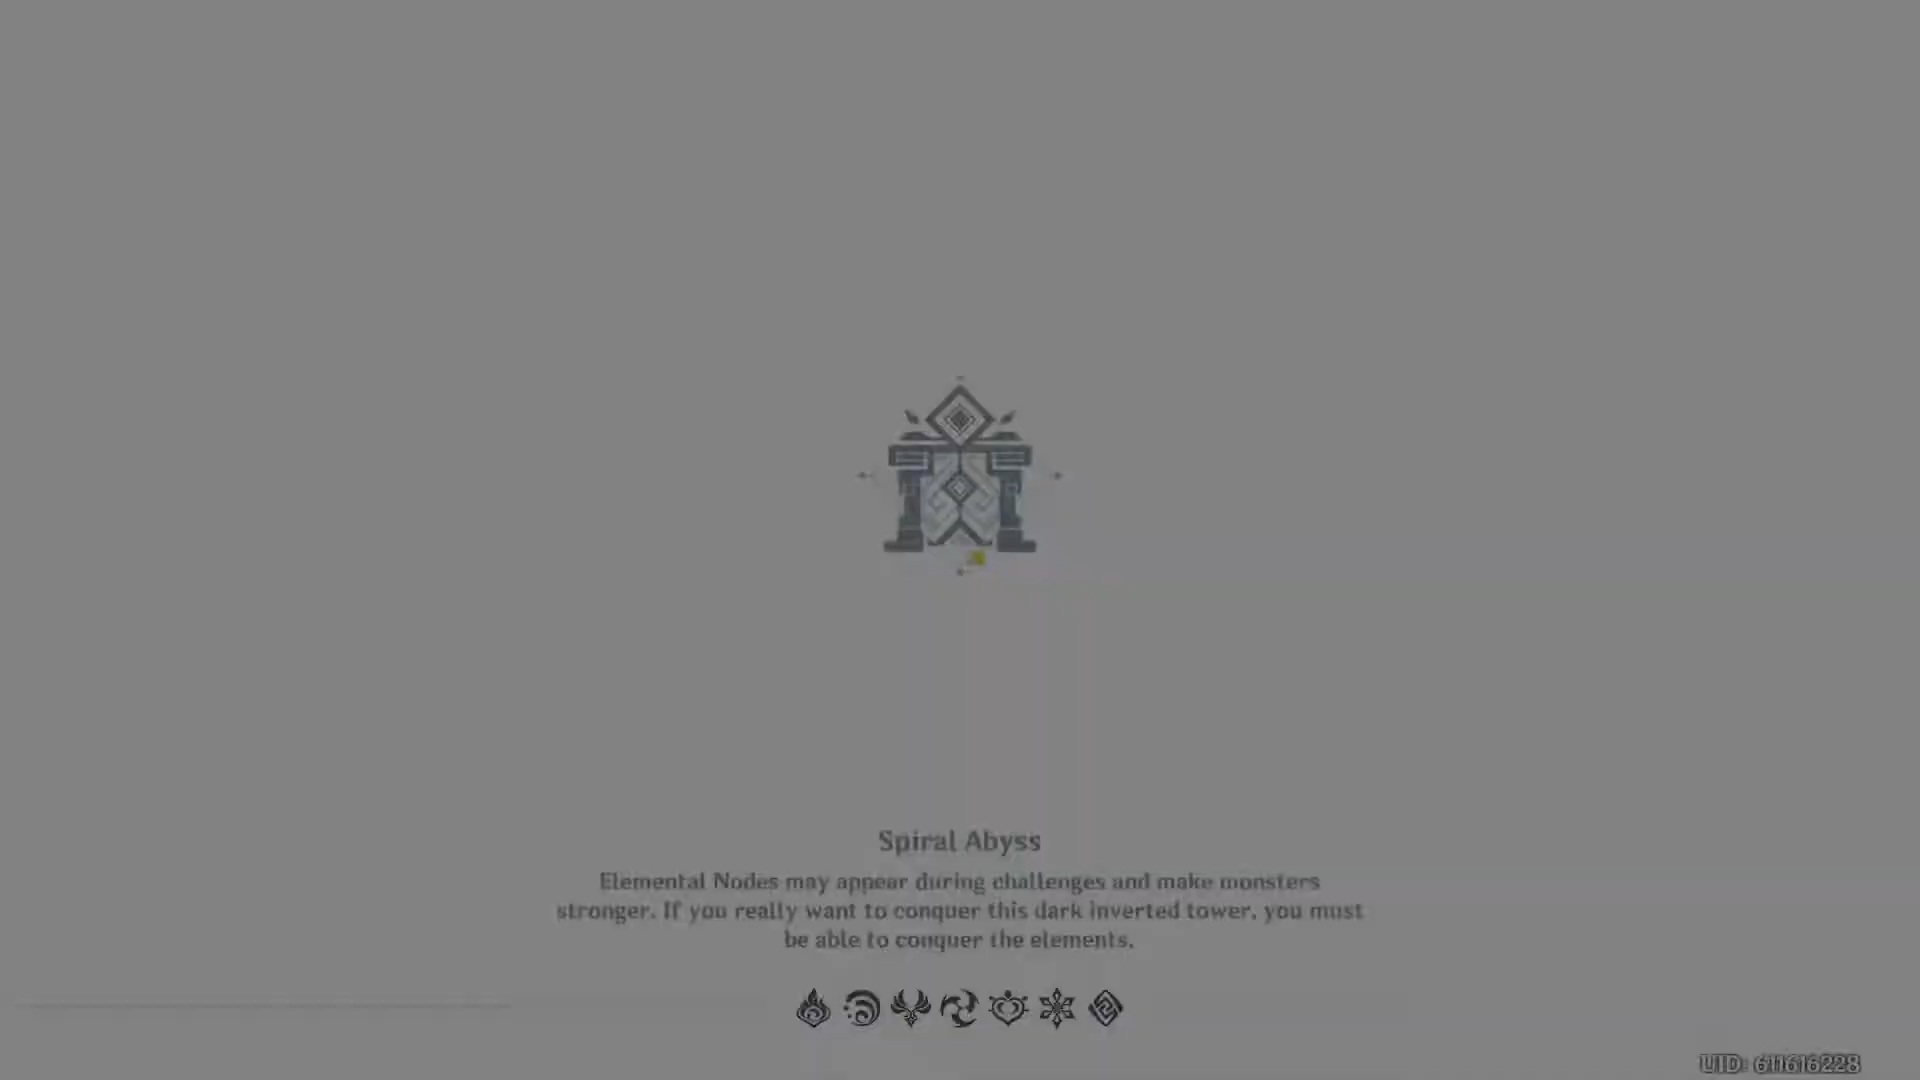 Spiral Abyss
Elemental Nodes may appear during challenges and make monsters
stronger. If you really want to conquer this dark inverted tower, you must
be able to conquer the elements.
UID: 611616228